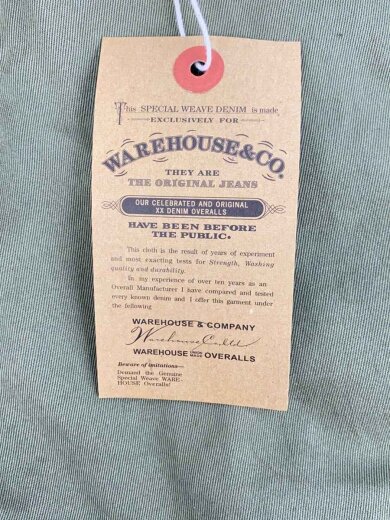 This SPECIAL WEAVE DENIM is made
EXCLUSIVELY FOR
WAREHOUSE&CO.
THEY ARE
THE ORIGINAL JEANS
OUR CELEBRATED AND ORIGINAL
XX DENIM OVERALLS
HAVE BEEN BEFORE
THE PUBLIC.
This cloth is the result of years of experiment
and most exacting tests for Strength, Washing
quality and durability.
In my experience of over ten years as an
Overall Manufacturer I have compared and tested
every known denim and I offer this garment under
the following
WAREHOUSE & COMPANY
Warehouse Co.,ltd
WAREHOUSE OVERALLS
Beware of imitations—
Demand the Genuine
Special Weave WARE-
HOUSE Overalls!